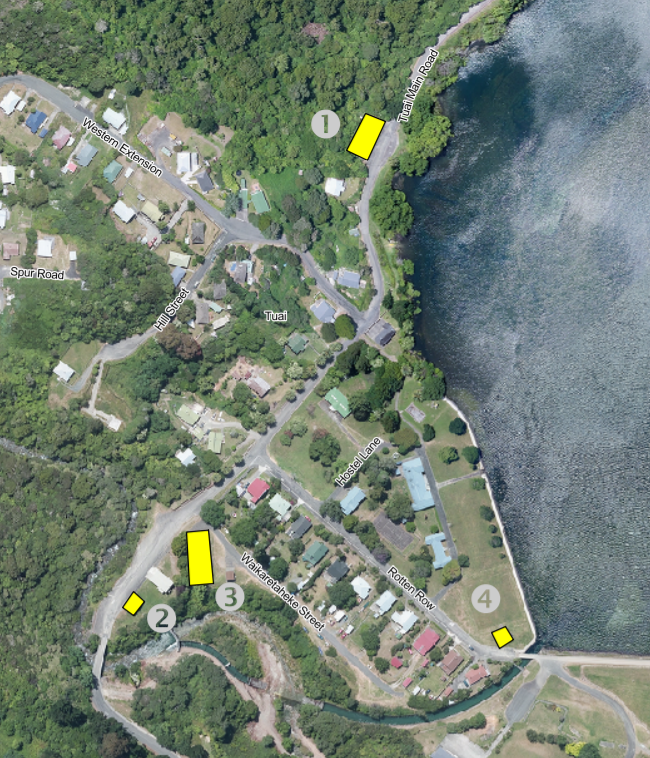 Tuai Main Road
1
Western Extension
Spur Road
Hill Street
Tuai
Hostel Lane
Waikaretaheke Street
Rotten Row
3
2
4